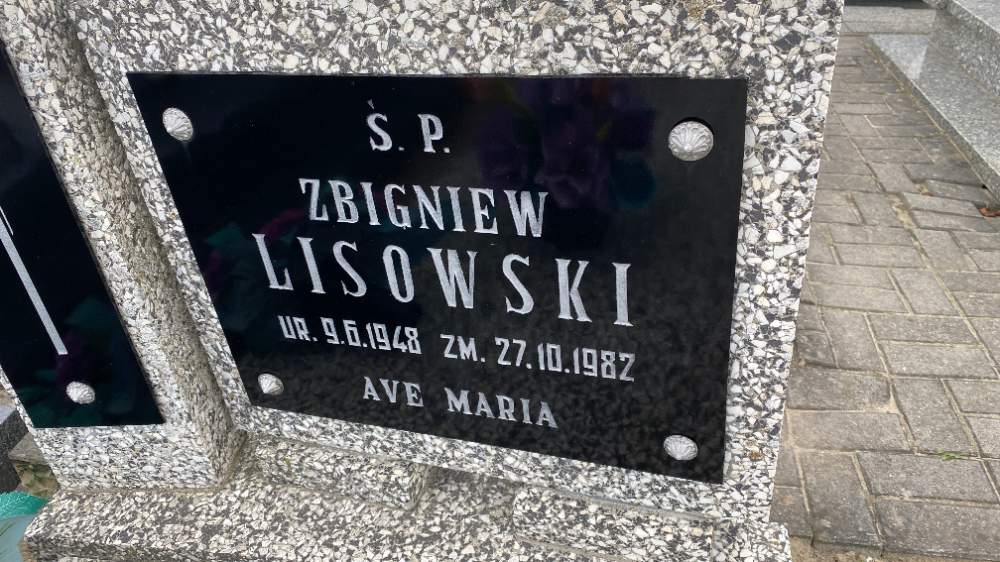 Ś. P.
ZBIGNIEW
LISOWSKI
UR. 9.6.1948 ZM. 27.10.1982
AVE MARIA